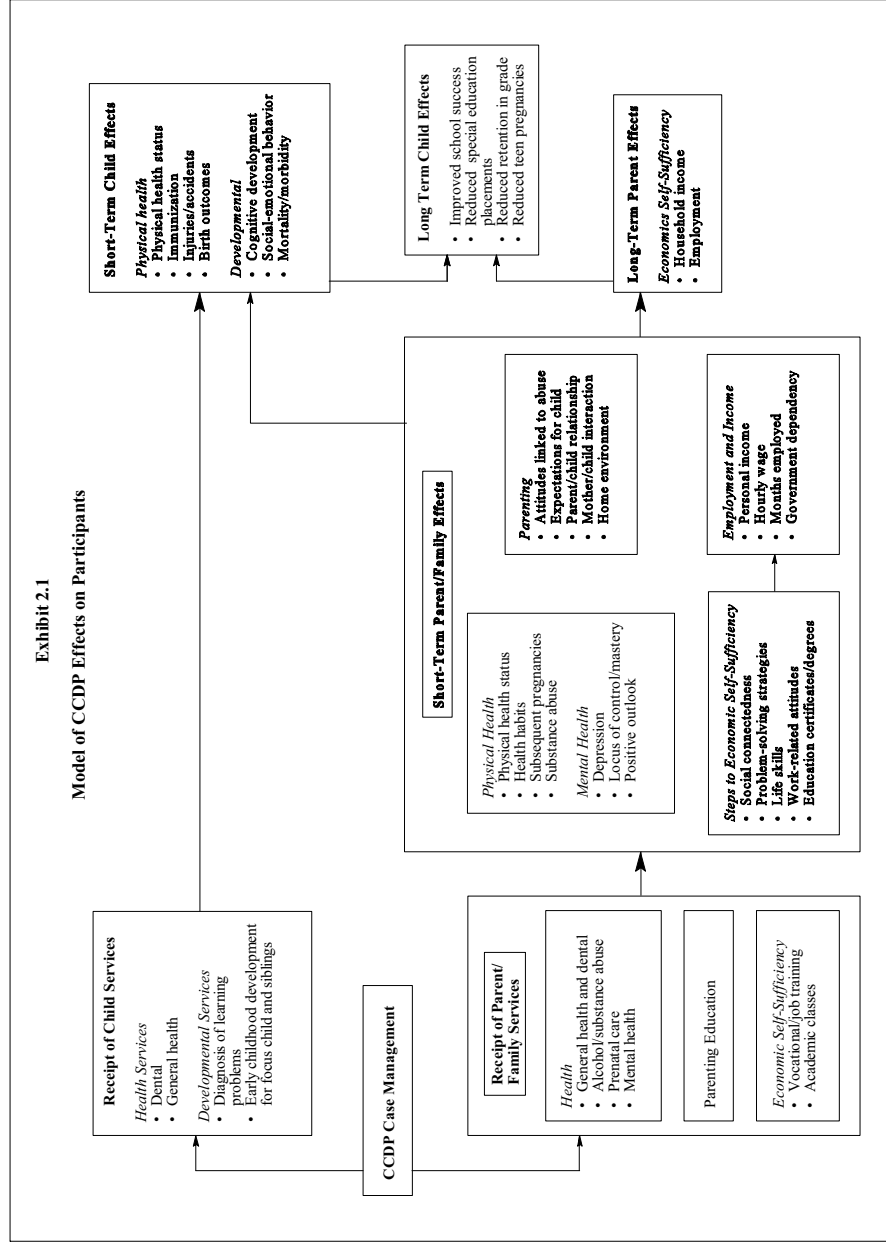 Exhibit 2.1
Model of CCDP Effects on Participants
Receipt of Child Services
Health Services
• Dental
• General health
Developmental Services
• Diagnosis of learning
problems
• Early childhood development
for focus child and siblings
CCDP Case Management
Receipt of Parent/
Family Services
Health
• General health and dental
• Alcohol/substance abuse
• Prenatal care
• Mental health
Parenting Education
Economic Self-Sufficiency
• Vocational/job training
• Academic classes
Short-Term Parent/Family Effects
Physical Health
• Physical health status
• Health habits
• Subsequent pregnancies
• Substance abuse
Mental Health
• Depression
• Locus of control/mastery
• Positive outlook
Parenting
• Attitudes linked to abuse
• Expectations for child
• Parent/child relationship
• Mother/child interaction
• Home environment
Steps to Economic Self-Sufficiency
• Social connectedness
• Problem-solving strategies
• Life skills
• Work-related attitudes
• Education certificates/degrees
Employment and Income
• Personal income
• Hourly wage
• Months employed
• Government dependency
Short-Term Child Effects
Physical health
• Physical health status
• Immunization
• Injuries/accidents
• Birth outcomes
Developmental
• Cognitive development
• Social-emotional behavior
• Mortality/morbidity
Long Term Child Effects
• Improved school success
• Reduced special education
placements
• Reduced retention in grade
• Reduced teen pregnancies
Long-Term Parent Effects
Economics Self-Sufficiency
• Household income
• Employment